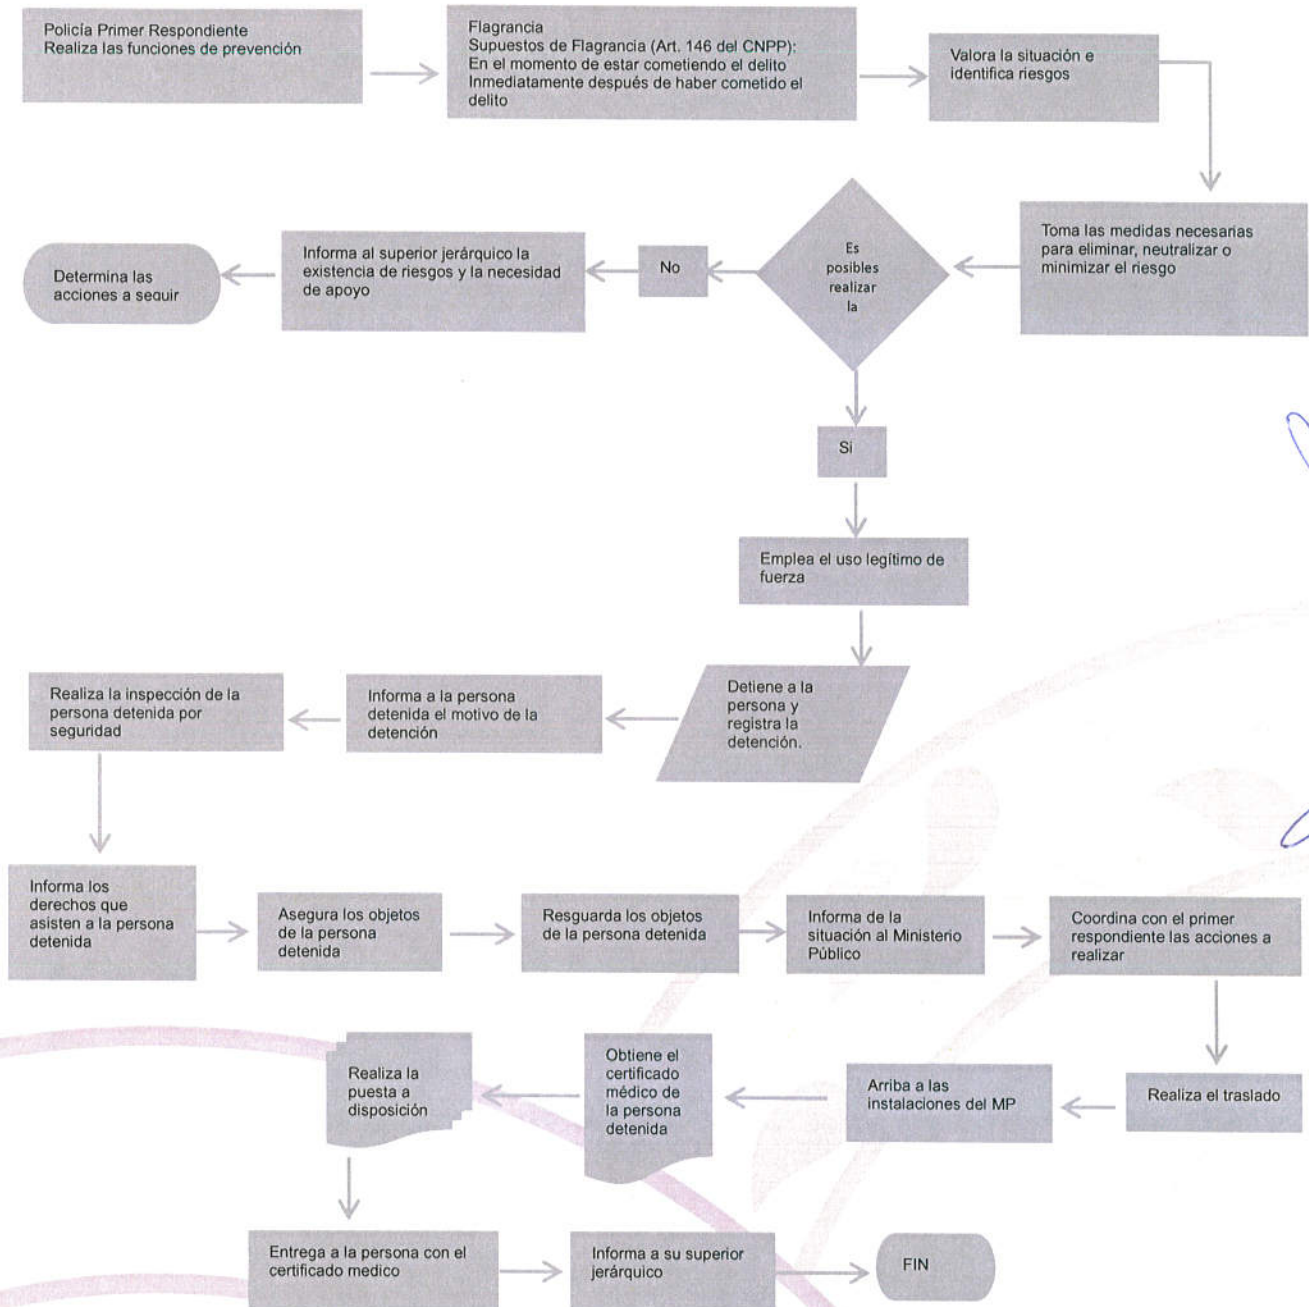 Policía Primer Respondiente
Realiza las funciones de prevención
Flagrancia
Supuestos de Flagrancia (Art. 146 del CNPP):
En el momento de estar cometiendo el delito
Inmediatamente después de haber cometido el
delito
Valora la situación e
identifica riesgos
Toma las medidas necesarias
para eliminar, neutralizar o
minimizar el riesgo
Es
posibles
realizar
la
No
Informa al superior jerárquico la
existencia de riesgos y la necesidad
de apoyo
Determina las
acciones a seguir
Si
Emplea el uso legítimo de
fuerza
Detiene a la
persona y
registra la
detención.
Informa a la persona
detenida el motivo de la
detención
Realiza la inspección de la
persona detenida por
seguridad
Informa los
derechos que
asisten a la persona
detenida
Asegura los objetos
de la persona
detenida
Resguarda los objetos
de la persona detenida
Informa de la
situación al Ministerio
Público
Coordina con el primer
respondiente las acciones a
realizar
Realiza el traslado
Arriba a las
instalaciones del MP
Obtiene el
certificado
médico de
la persona
detenida
Realiza la
puesta a
disposición
Entrega a la persona con el
certificado medico
Informa a su superior
jerárquico
FIN